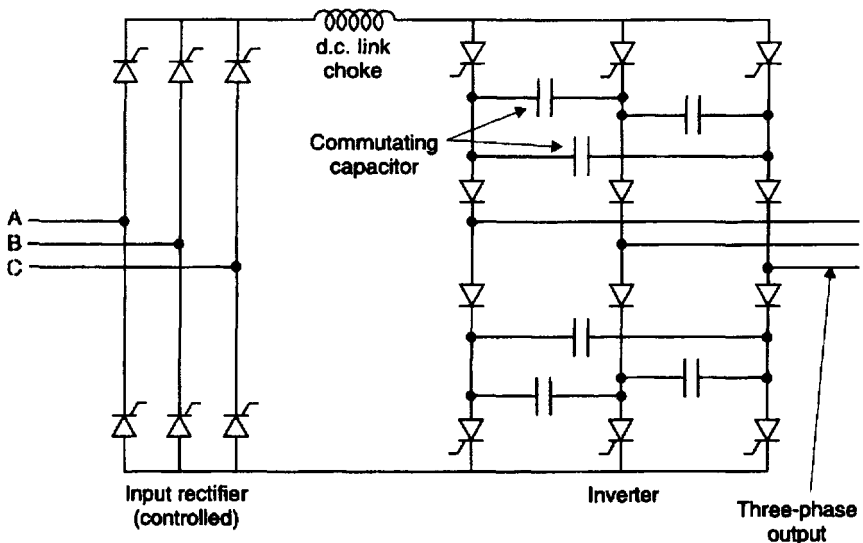 d.c. link
choke
Commutating
capacitor
A
B
C
Input rectifier
(controlled)
Inverter
Three-phase
output